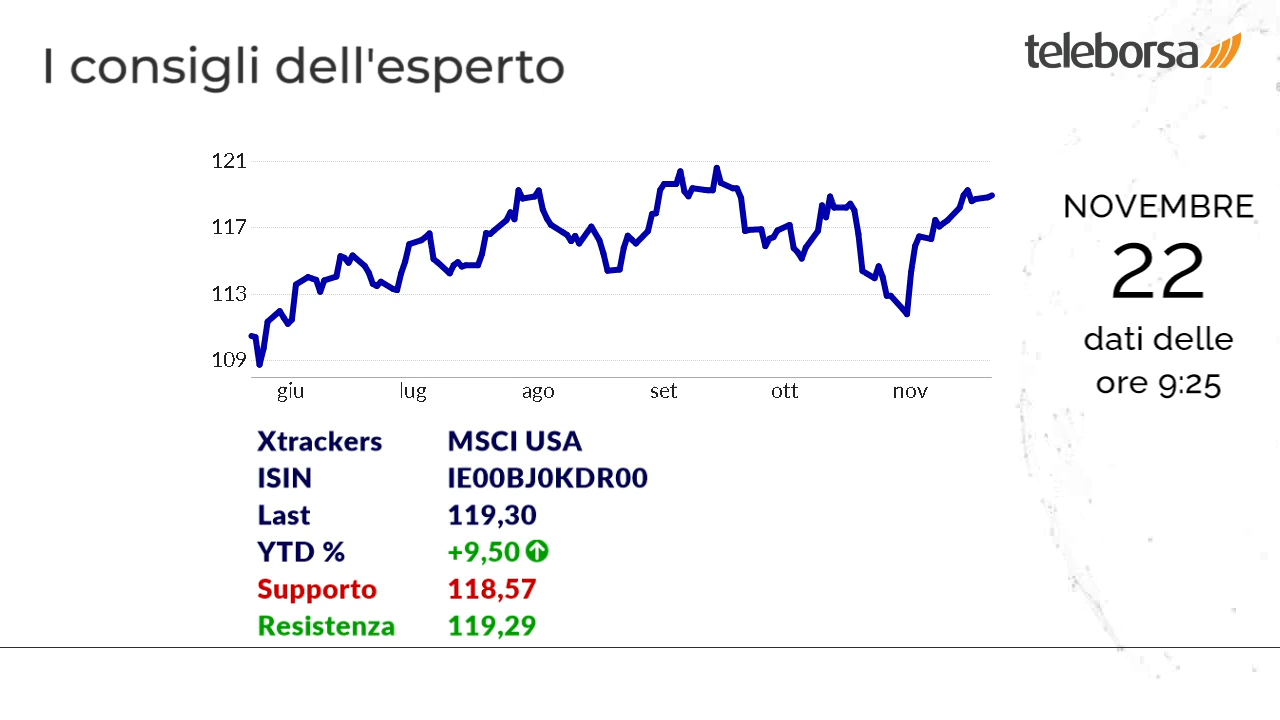 I consigli dell'esperto
teleborsa
121
117
113
109
giu lug ago set ott nov
NOVEMBRE
22
dati delle
ore 9:25
Xtrackers MSCI USA
ISIN IE00BJ0KDR00
Last 119,30
YTD % +9,50
Supporto 118,57
Resistenza 119,29